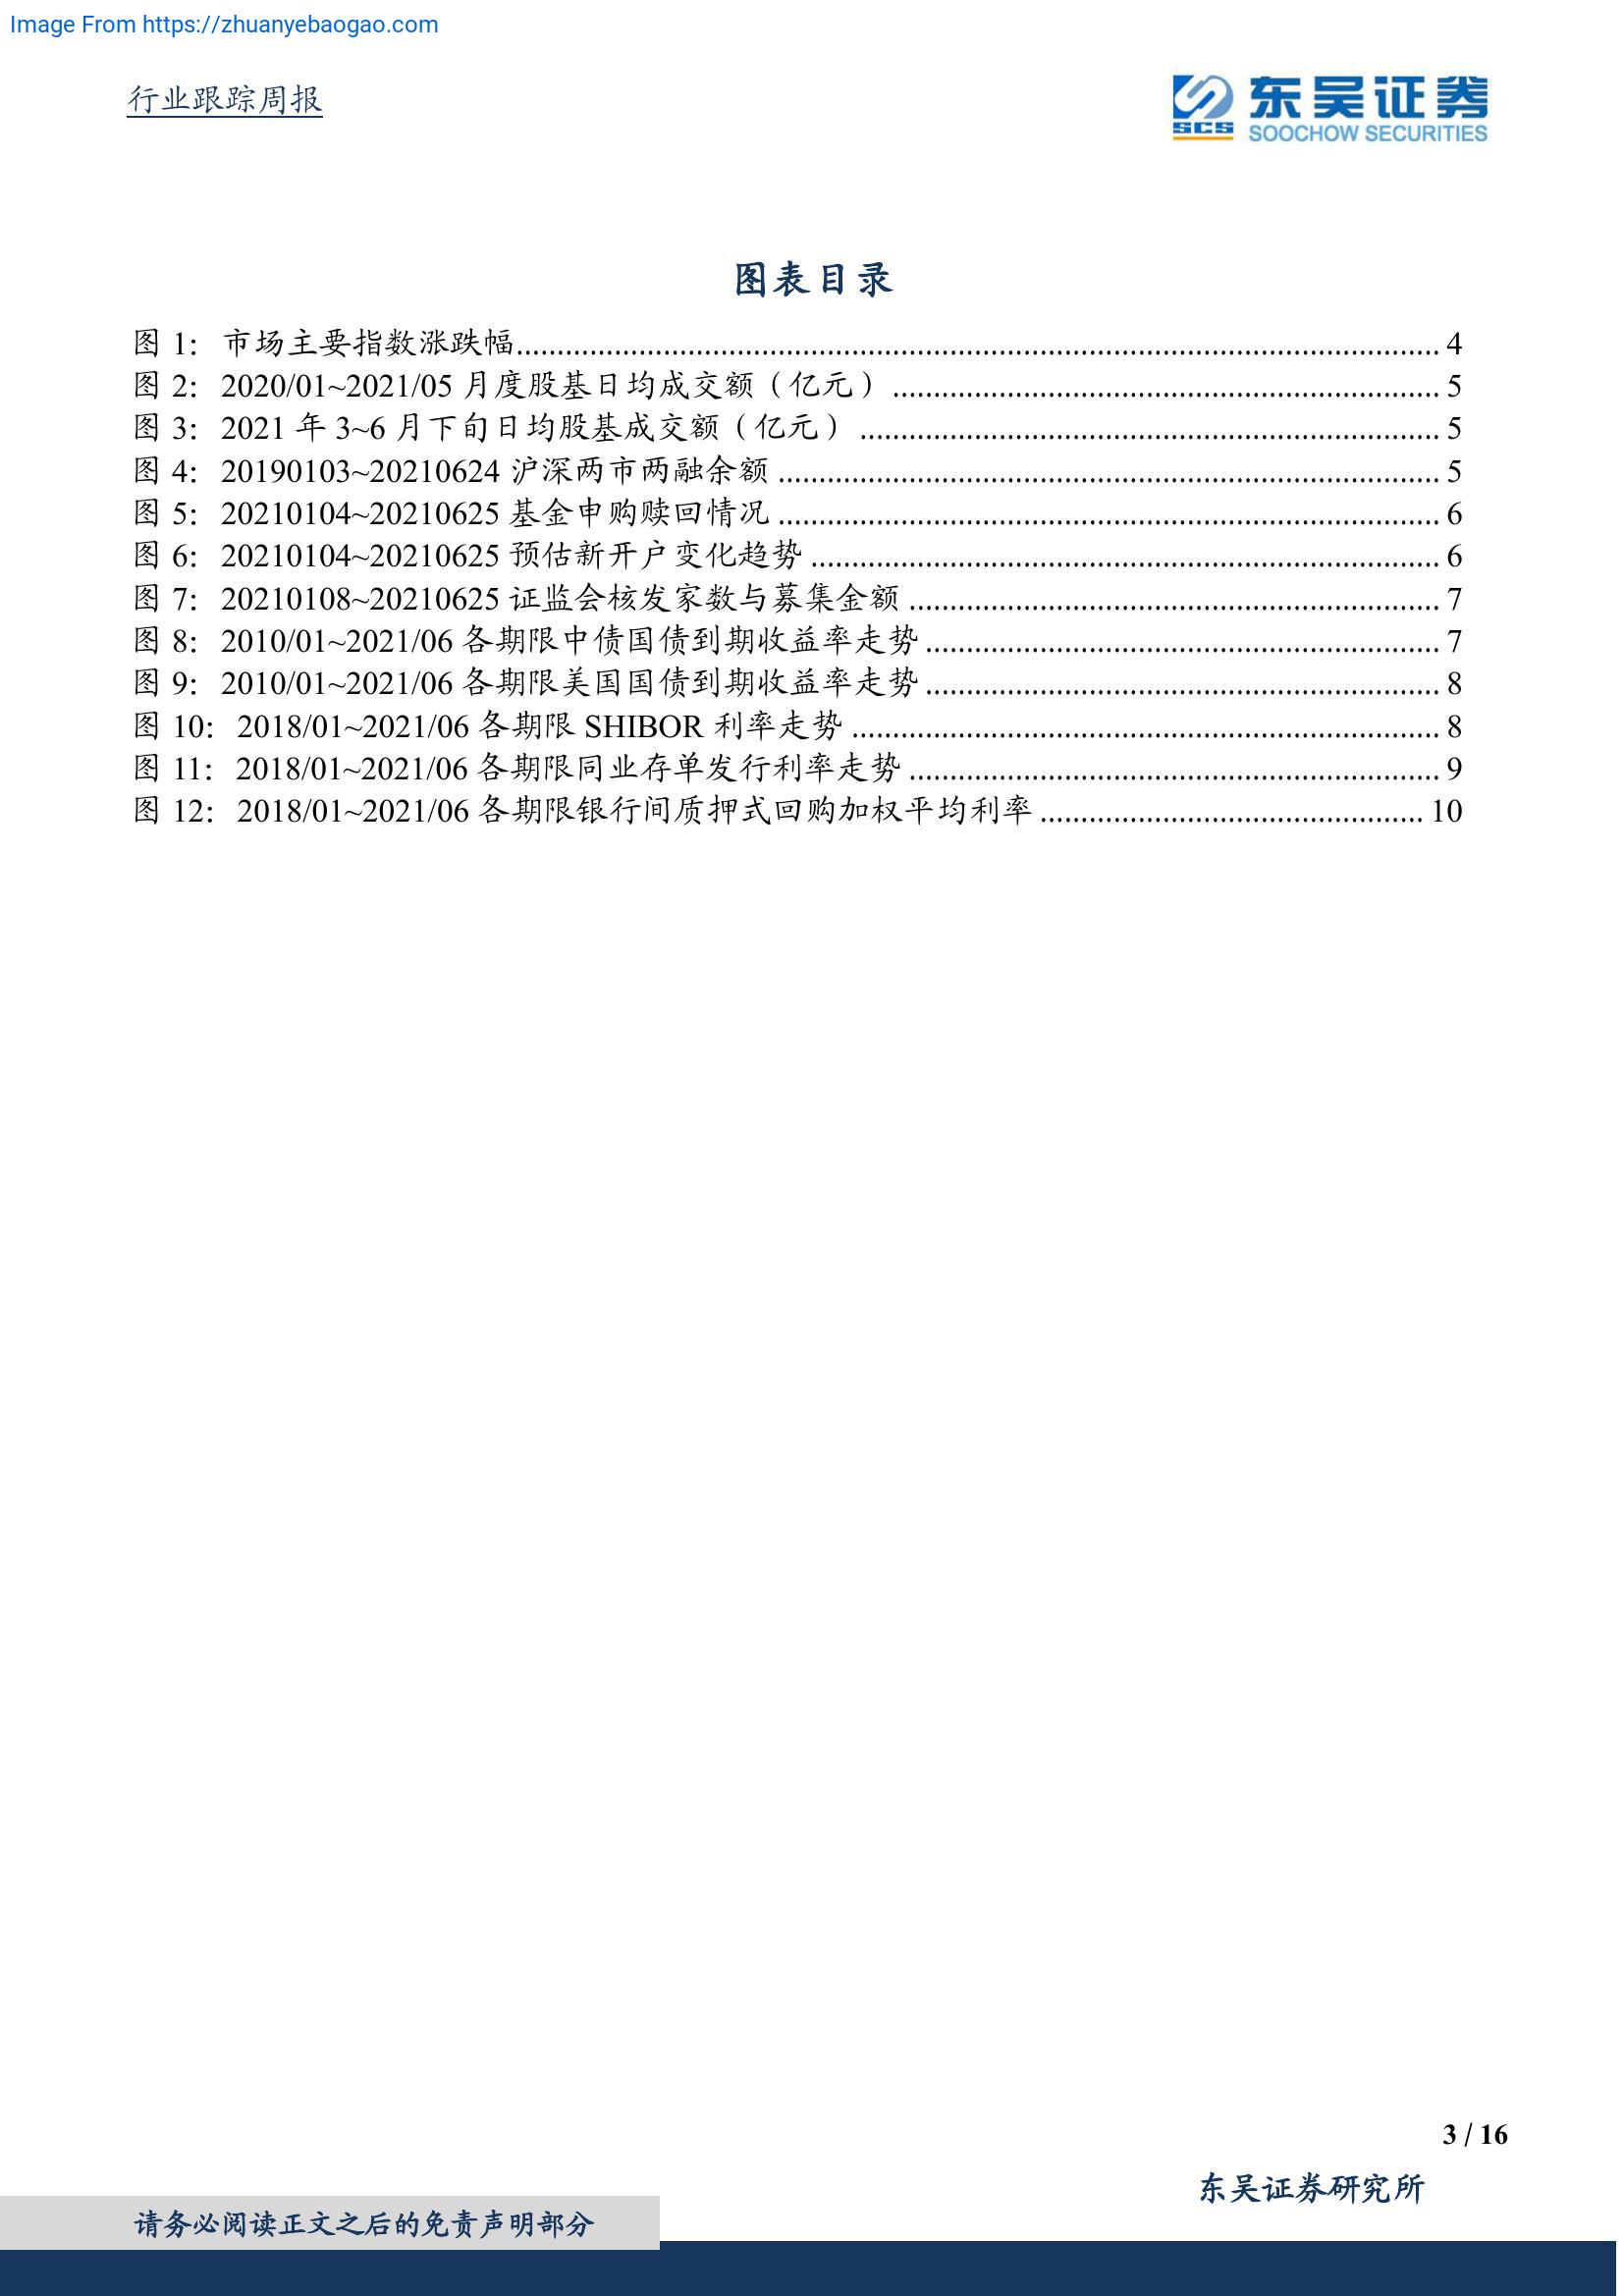 Image From https://zhuanyebaogao.com
行业跟踪周报
SCS 东吴证券
SOOCHOW SECURITIES
图表目录
图 1: 市场主要指数涨跌幅........................................ 4
图 2: 2020/01~2021/05 月度股基日均成交额（亿元）........................................ 5
图 3: 2021 年 3~6 月下旬日均股基成交额（亿元）........................................ 5
图 4: 20190103~20210624 沪深两市两融余额........................................ 5
图 5: 20210104~20210625 基金申购赎回情况........................................ 6
图 6: 20210104~20210625 预估新开户变化趋势........................................ 6
图 7: 20210108~20210625 证监会核发家数与募集金额........................................ 7
图 8: 2010/01~2021/06 各期限中债国债到期收益率走势........................................ 7
图 9: 2010/01~2021/06 各期限美国国债到期收益率走势........................................ 8
图 10: 2018/01~2021/06 各期限 SHIBOR 利率走势........................................ 8
图 11: 2018/01~2021/06 各期限同业存单发行利率走势........................................ 9
图 12: 2018/01~2021/06 各期限银行间质押式回购加权平均利率........................................ 10
3 / 16
东吴证券研究所
请务必阅读正文之后的免责声明部分